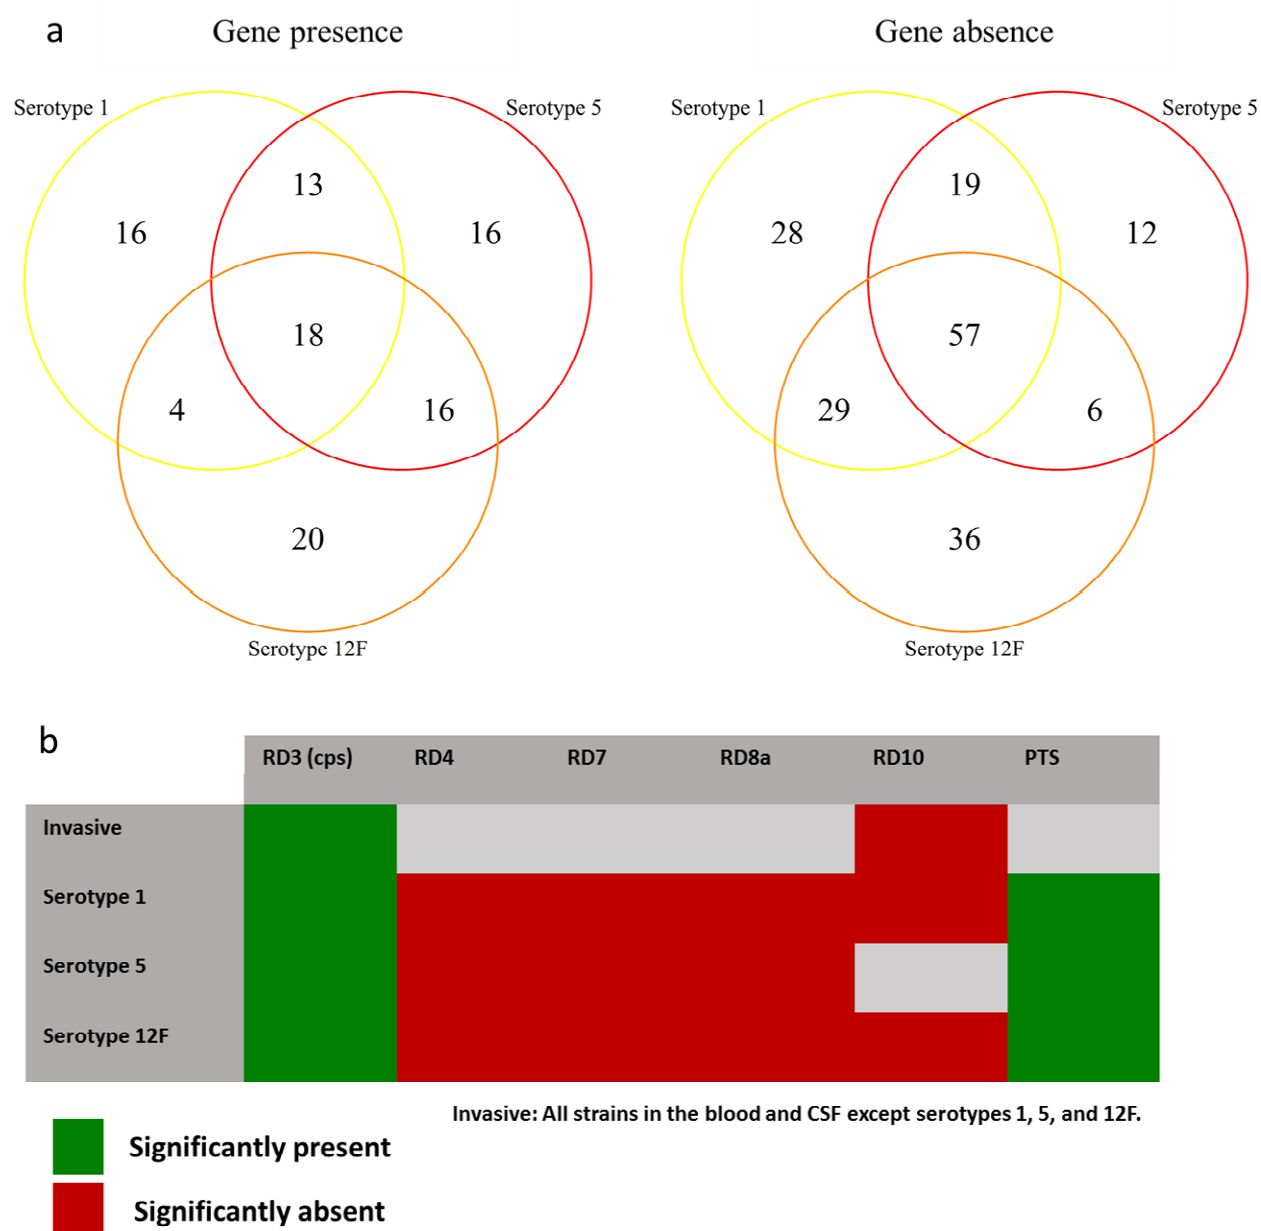 a
Gene presence
Gene absence
Serotype 1
Serotype 5
Serotype 1
Serotype 5
13
19
16
16
28
12
18
57
4
16
29
6
20
36
Serotype 12F
Serotype 12F
b
RD3 (cps) RD4 RD7 RD8a RD10 PTS
Invasive
Serotype 1
Serotype 5
Serotype 12F
Invasive: All strains in the blood and CSF except serotypes 1, 5, and 12F.
Significantly present
Significantly absent